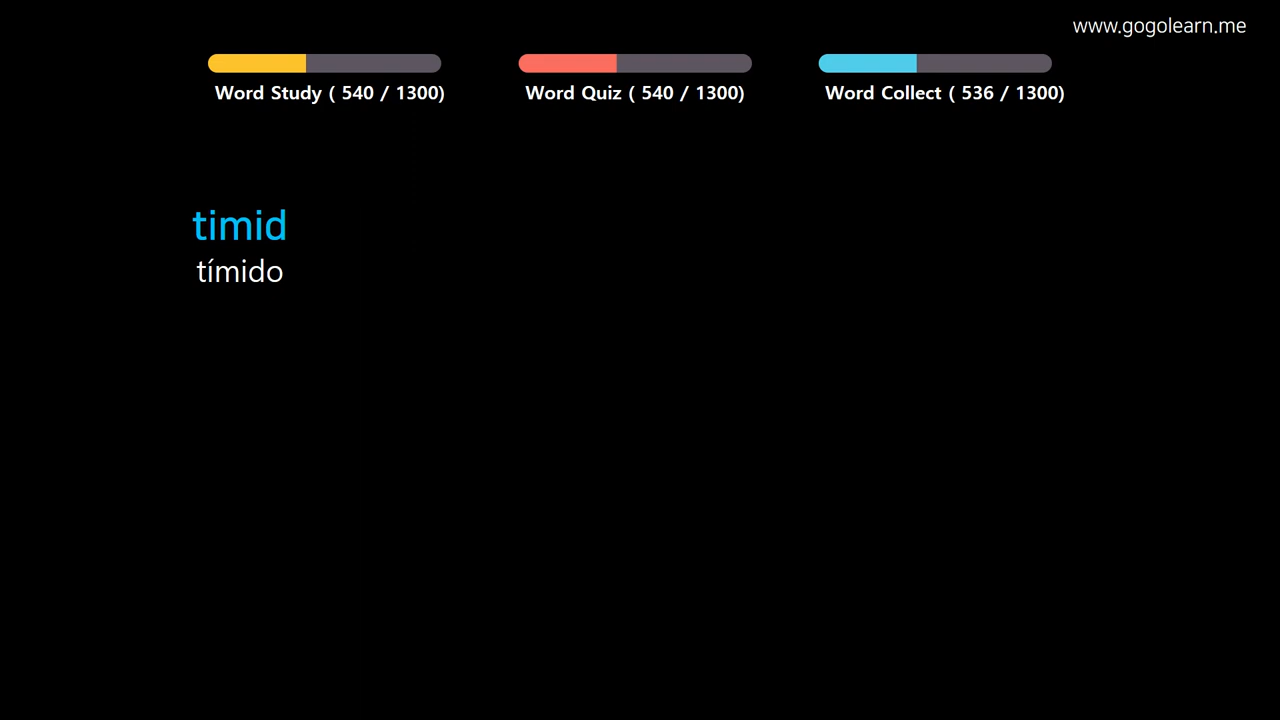 www.gogolearn.me
Word Study ( 540 / 1300)
Word Quiz ( 540 / 1300)
Word Collect ( 536 / 1300)
timid
tímido